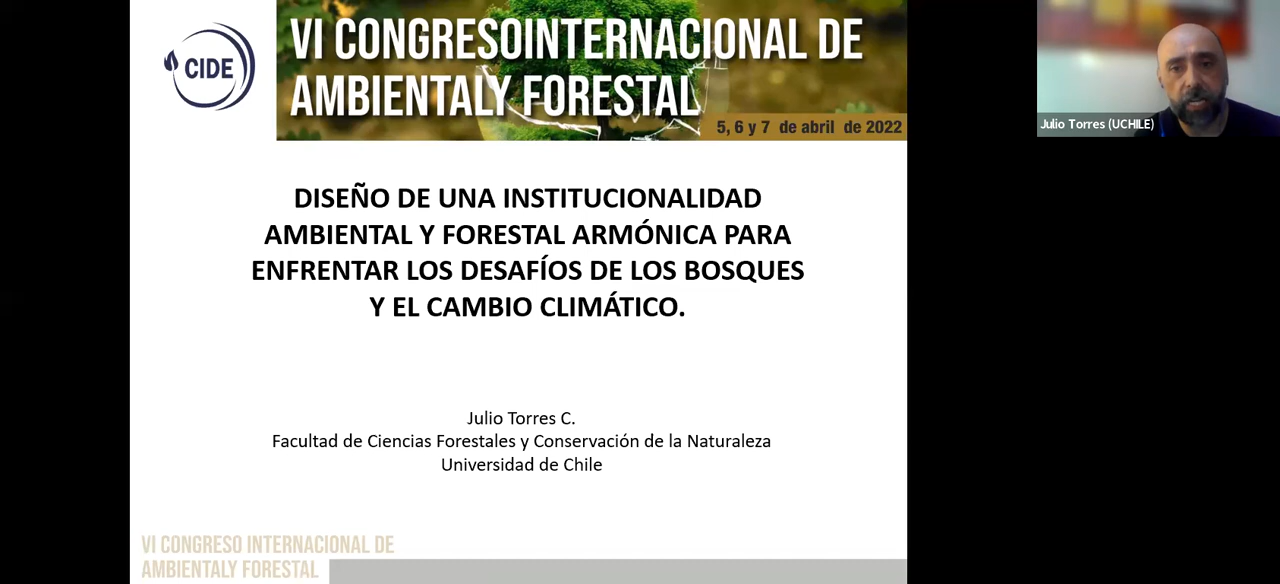 CIDE
VI CONGRESOINTERNACIONAL DE
AMBIENTALY FORESTAL
5, 6 y 7 de abril de 2022
Julio Torres (UCHILE)
DISEÑO DE UNA INSTITUCIONALIDAD
AMBIENTAL Y FORESTAL ARMÓNICA PARA
ENFRENTAR LOS DESAFÍOS DE LOS BOSQUES
Y EL CAMBIO CLIMÁTICO.
Julio Torres C.
Facultad de Ciencias Forestales y Conservación de la Naturaleza
Universidad de Chile
VI CONGRESO INTERNACIONAL DE
AMBIENTALY FORESTAL